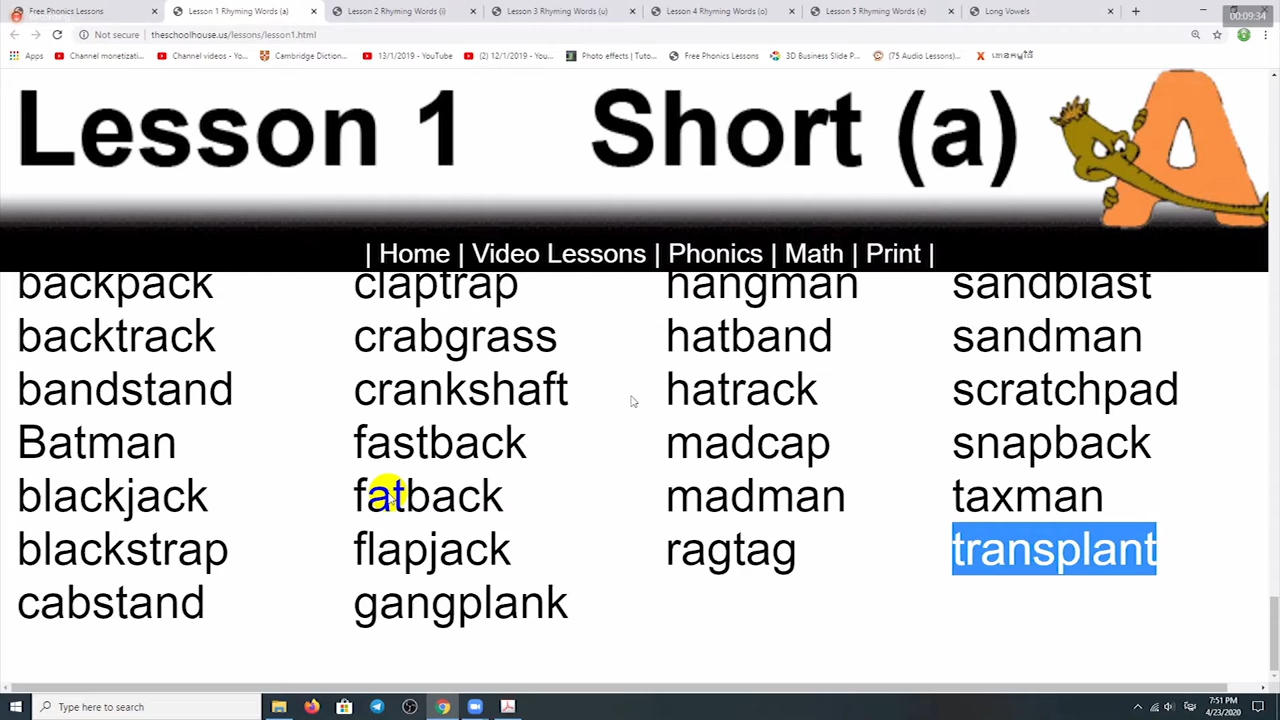 Free Phonics Lessons
Lesson 1 Rhyming Words (a)
Lesson 2 Rhyming Words (i)
Lesson 3 Rhyming Words (u)
Lesson 4 Rhyming Words (o)
Lesson 5 Rhyming Words (e)
Long Vowels
00:09:34
Not secure | theschoolhouse.us/lessons/lesson1.html
Apps Channel monetizati... Channel videos - Yo... Cambridge Diction... 13/1/2019 - YouTube (2) 12/1/2019 - YouT... Photo effects | Tuto... Free Phonics Lessons 3D Business Slide P... (75 Audio Lessons)...
Lesson 1 Short (a)
A
| Home | Video Lessons | Phonics | Math | Print |
backpack claptrap hangman sandblast
backtrack crabgrass hatband sandman
bandstand crankshaft hatrack scratchpad
Batman fastback madcap snapback
blackjack fatback madman taxman
blackstrap flapjack ragtag transplant
cabstand gangplank
Type here to search
7:51 PM
4/23/2020